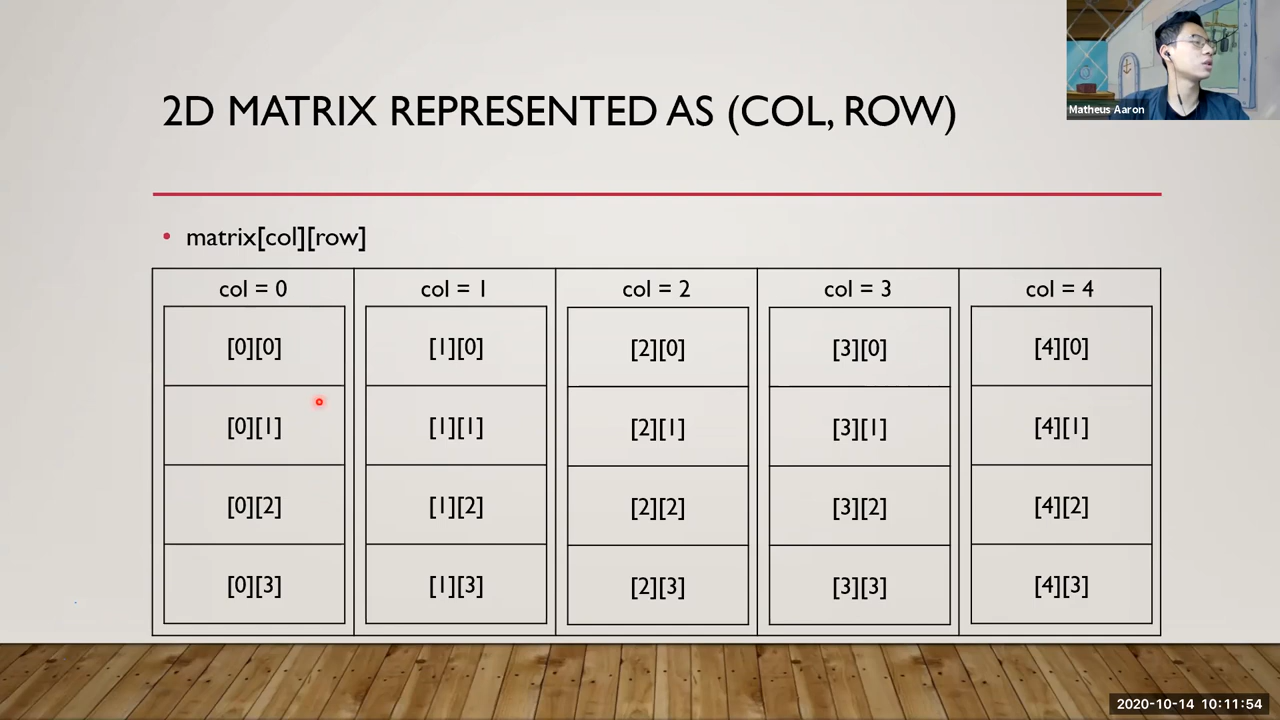 2D MATRIX REPRESENTED AS (COL, ROW)
Matheus Aaron
• matrix[col][row]
col = 0 col = 1 col = 2 col = 3 col = 4
[0][0] [1][0] [2][0] [3][0] [4][0]
[0][1] [1][1] [2][1] [3][1] [4][1]
[0][2] [1][2] [2][2] [3][2] [4][2]
[0][3] [1][3] [2][3] [3][3] [4][3]
2020-10-14 10:11:54